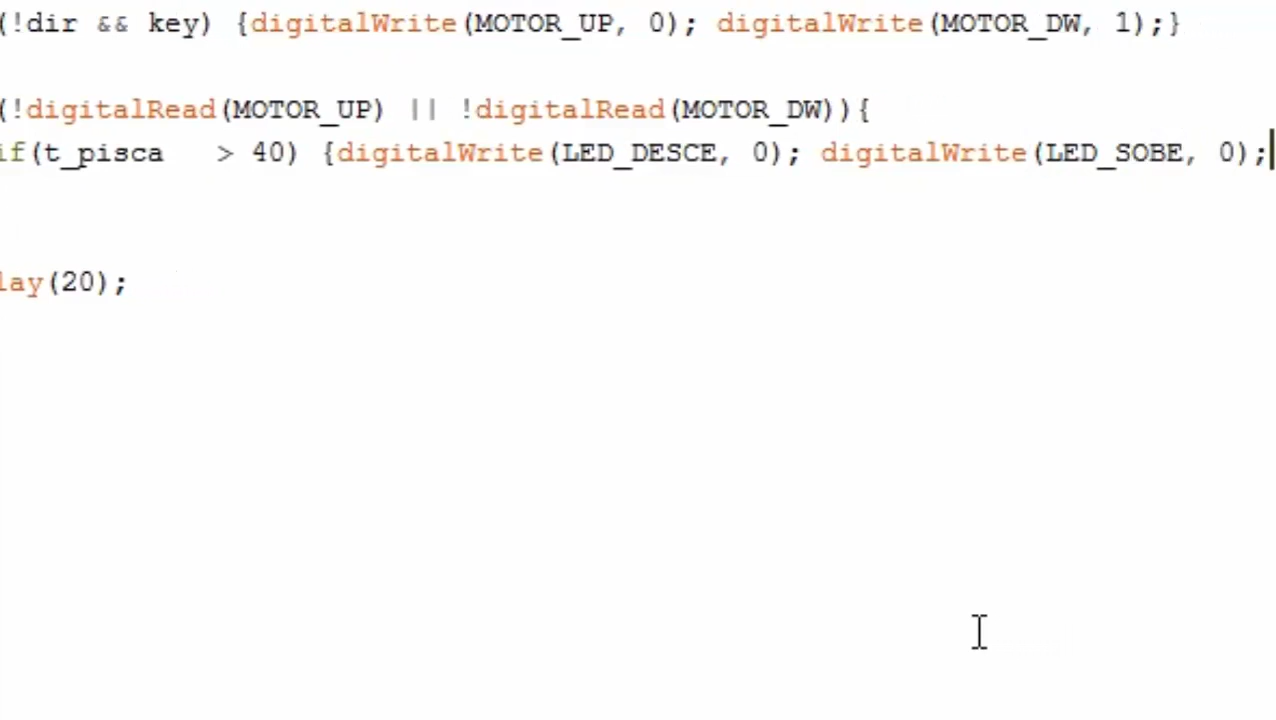 (!dir && key) {digitalWrite(MOTOR_UP, 0); digitalWrite(MOTOR_DW, 1);}
(!digitalRead(MOTOR_UP) || !digitalRead(MOTOR_DW)){
if(t_pisca   > 40) {digitalWrite(LED_DESCE, 0); digitalWrite(LED_SOBE, 0);
lay(20);